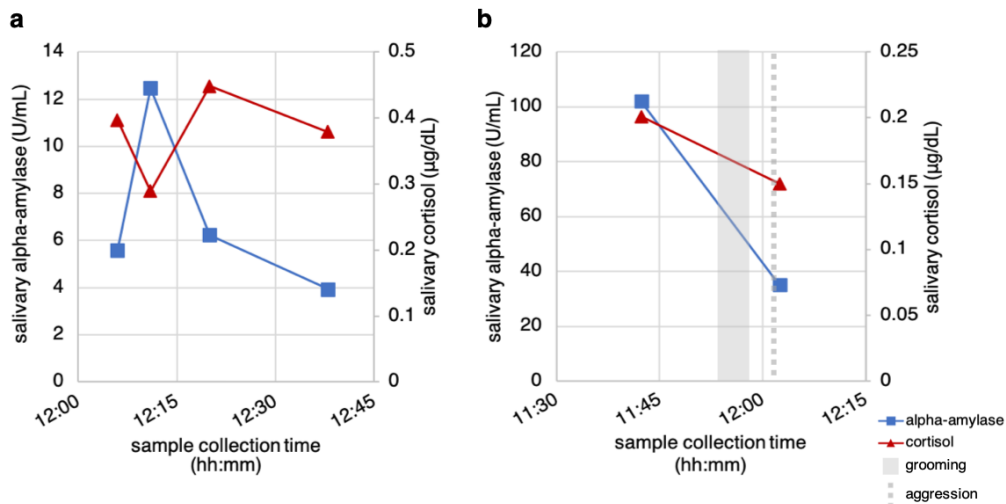 a
14
12
10
8
6
4
2
0
0.5
0.4
0.3
0.2
0.1
0
12:00
12:15
12:30
12:45
salivary alpha-amylase (U/mL)
salivary cortisol (µg/dL)
sample collection time
(hh:mm)
b
120
100
80
60
40
20
0
0.25
0.2
0.15
0.1
0.05
0
11:30
11:45
12:00
12:15
salivary alpha-amylase (U/mL)
salivary cortisol (µg/dL)
sample collection time
(hh:mm)
alpha-amylase
cortisol
grooming
aggression